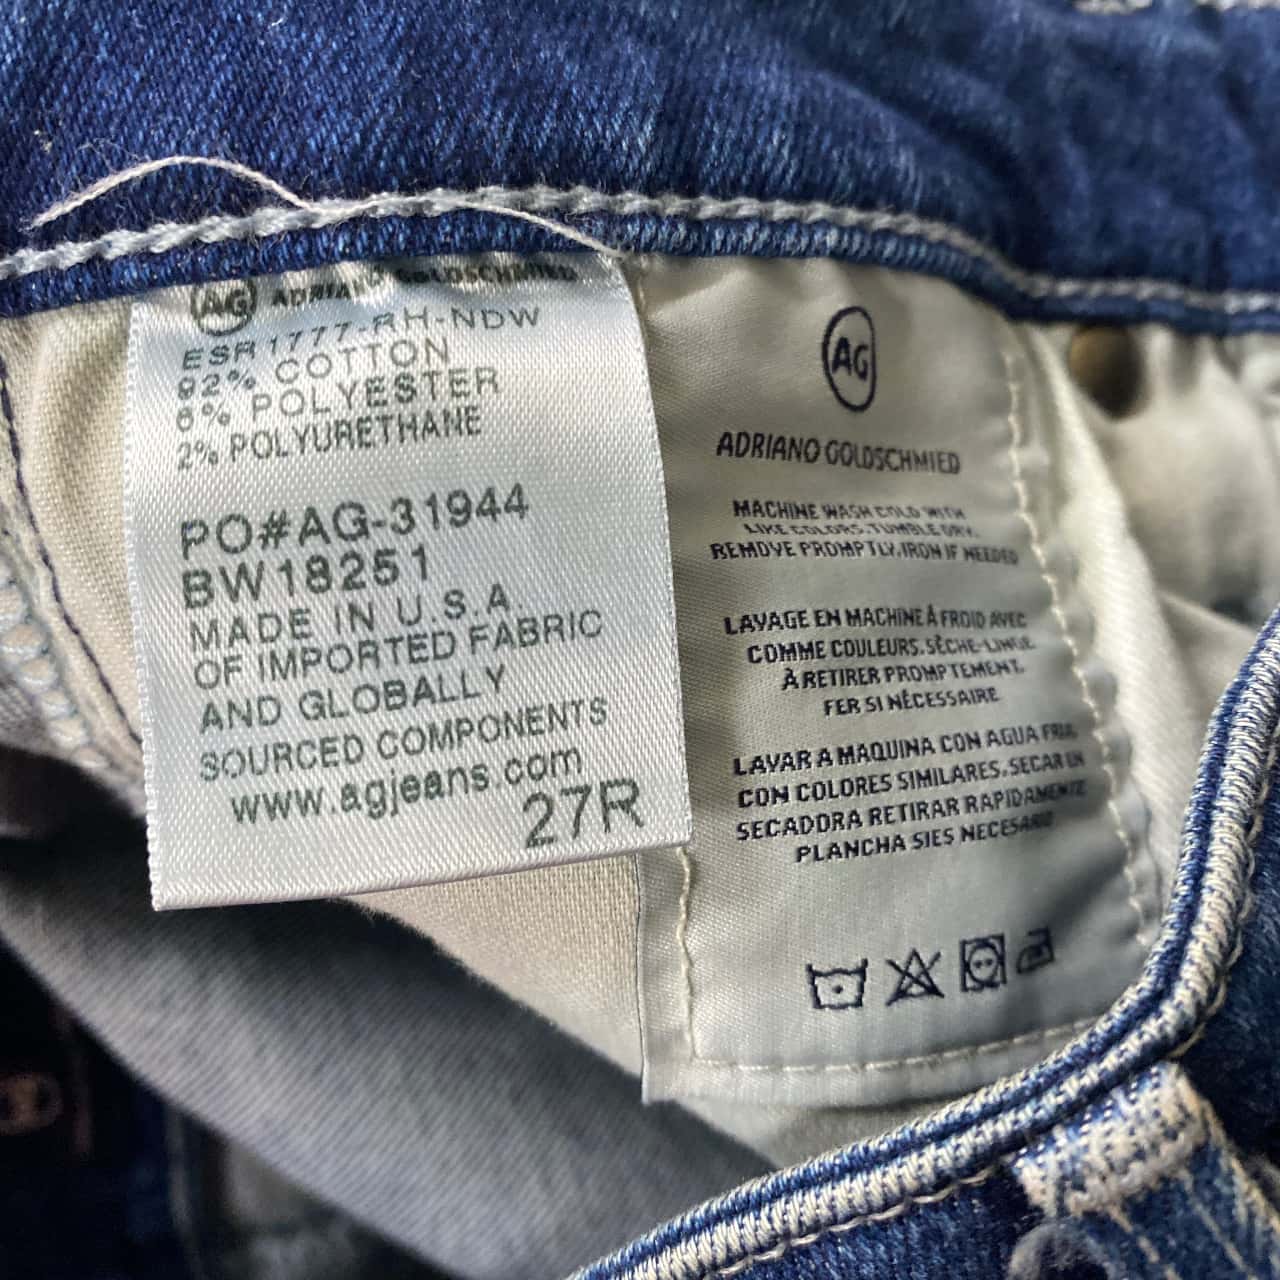 AG ADRIANO GOLDSCHMIED
ESR1777-RH-NDW
92% COTTON
6% POLYESTER
2% POLYURETHANE
PO#AG-31944
BW18251
MADE IN U.S.A.
OF IMPORTED FABRIC
AND GLOBALLY
SOURCED COMPONENTS
www.agjeans.com
27R
AG
ADRIANO GOLDSCHMIED
MACHINE WASH COLD WITH
LIKE COLORS.TUMBLE DRY.
REMOVE PROMPTLY.IRON IF NEEDED
LAVAGE EN MACHINE À FROID AVEC
COMME COULEURS.SÈCHE-LINGE
À RETIRER PROMPTEMENT.
FER SI NÉCESSAIRE
LAVAR A MAQUINA CON AGUA FRIA
CON COLORES SIMILARES.SECAR EN
SECADORA RETIRAR RAPIDAMENTE
PLANCHA SIES NECESARIO